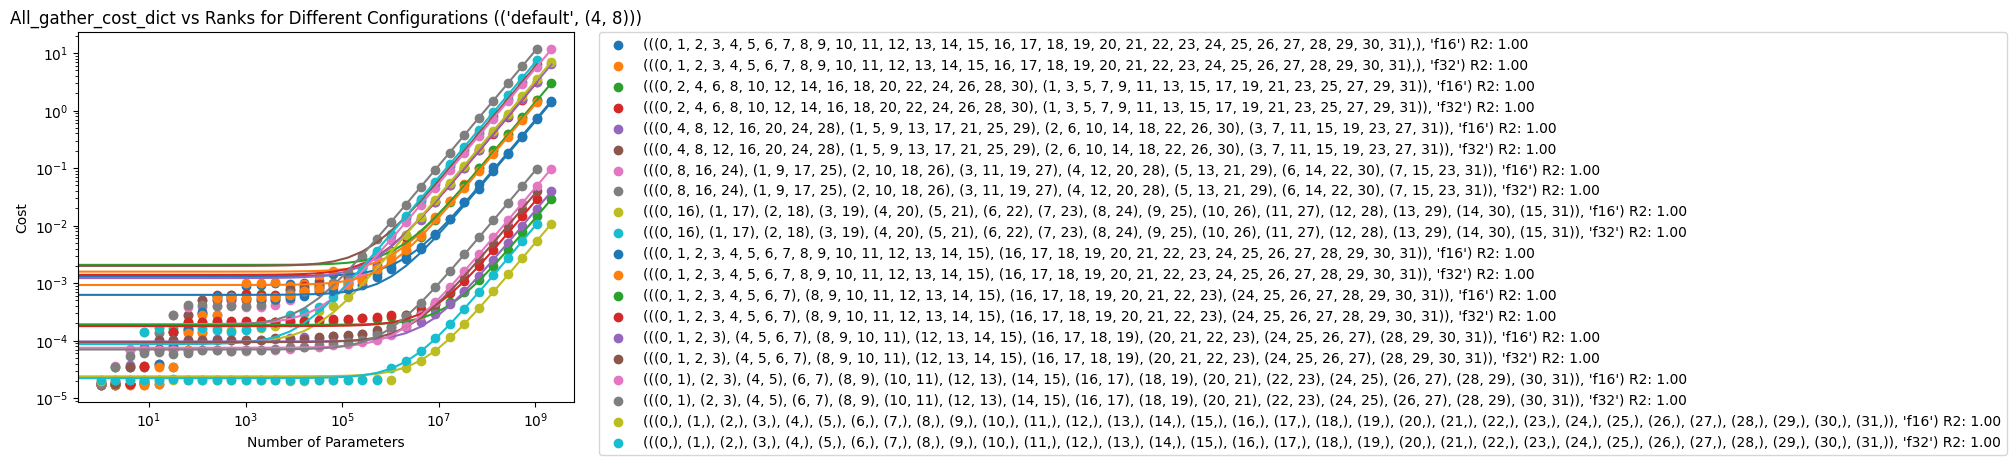 All_gather_cost_dict vs Ranks for Different Configurations (('default', (4, 8)))
10^1
10^0
10^-1
10^-2
10^-3
10^-4
10^-5
Cost
10^1
10^3
10^5
10^7
10^9
Number of Parameters
(((0, 1, 2, 3, 4, 5, 6, 7, 8, 9, 10, 11, 12, 13, 14, 15, 16, 17, 18, 19, 20, 21, 22, 23, 24, 25, 26, 27, 28, 29, 30, 31),), 'f16') R2: 1.00
(((0, 1, 2, 3, 4, 5, 6, 7, 8, 9, 10, 11, 12, 13, 14, 15, 16, 17, 18, 19, 20, 21, 22, 23, 24, 25, 26, 27, 28, 29, 30, 31),), 'f32') R2: 1.00
(((0, 2, 4, 6, 8, 10, 12, 14, 16, 18, 20, 22, 24, 26, 28, 30), (1, 3, 5, 7, 9, 11, 13, 15, 17, 19, 21, 23, 25, 27, 29, 31)), 'f16') R2: 1.00
(((0, 2, 4, 6, 8, 10, 12, 14, 16, 18, 20, 22, 24, 26, 28, 30), (1, 3, 5, 7, 9, 11, 13, 15, 17, 19, 21, 23, 25, 27, 29, 31)), 'f32') R2: 1.00
(((0, 4, 8, 12, 16, 20, 24, 28), (1, 5, 9, 13, 17, 21, 25, 29), (2, 6, 10, 14, 18, 22, 26, 30), (3, 7, 11, 15, 19, 23, 27, 31)), 'f16') R2: 1.00
(((0, 4, 8, 12, 16, 20, 24, 28), (1, 5, 9, 13, 17, 21, 25, 29), (2, 6, 10, 14, 18, 22, 26, 30), (3, 7, 11, 15, 19, 23, 27, 31)), 'f32') R2: 1.00
(((0, 8, 16, 24), (1, 9, 17, 25), (2, 10, 18, 26), (3, 11, 19, 27), (4, 12, 20, 28), (5, 13, 21, 29), (6, 14, 22, 30), (7, 15, 23, 31)), 'f16') R2: 1.00
(((0, 8, 16, 24), (1, 9, 17, 25), (2, 10, 18, 26), (3, 11, 19, 27), (4, 12, 20, 28), (5, 13, 21, 29), (6, 14, 22, 30), (7, 15, 23, 31)), 'f32') R2: 1.00
(((0, 16), (1, 17), (2, 18), (3, 19), (4, 20), (5, 21), (6, 22), (7, 23), (8, 24), (9, 25), (10, 26), (11, 27), (12, 28), (13, 29), (14, 30), (15, 31)), 'f16') R2: 1.00
(((0, 16), (1, 17), (2, 18), (3, 19), (4, 20), (5, 21), (6, 22), (7, 23), (8, 24), (9, 25), (10, 26), (11, 27), (12, 28), (13, 29), (14, 30), (15, 31)), 'f32') R2: 1.00
(((0, 1, 2, 3, 4, 5, 6, 7, 8, 9, 10, 11, 12, 13, 14, 15), (16, 17, 18, 19, 20, 21, 22, 23, 24, 25, 26, 27, 28, 29, 30, 31)), 'f16') R2: 1.00
(((0, 1, 2, 3, 4, 5, 6, 7, 8, 9, 10, 11, 12, 13, 14, 15), (16, 17, 18, 19, 20, 21, 22, 23, 24, 25, 26, 27, 28, 29, 30, 31)), 'f32') R2: 1.00
(((0, 1, 2, 3, 4, 5, 6, 7), (8, 9, 10, 11, 12, 13, 14, 15), (16, 17, 18, 19, 20, 21, 22, 23), (24, 25, 26, 27, 28, 29, 30, 31)), 'f16') R2: 1.00
(((0, 1, 2, 3, 4, 5, 6, 7), (8, 9, 10, 11, 12, 13, 14, 15), (16, 17, 18, 19, 20, 21, 22, 23), (24, 25, 26, 27, 28, 29, 30, 31)), 'f32') R2: 1.00
(((0, 1, 2, 3), (4, 5, 6, 7), (8, 9, 10, 11), (12, 13, 14, 15), (16, 17, 18, 19), (20, 21, 22, 23), (24, 25, 26, 27), (28, 29, 30, 31)), 'f16') R2: 1.00
(((0, 1, 2, 3), (4, 5, 6, 7), (8, 9, 10, 11), (12, 13, 14, 15), (16, 17, 18, 19), (20, 21, 22, 23), (24, 25, 26, 27), (28, 29, 30, 31)), 'f32') R2: 1.00
(((0, 1), (2, 3), (4, 5), (6, 7), (8, 9), (10, 11), (12, 13), (14, 15), (16, 17), (18, 19), (20, 21), (22, 23), (24, 25), (26, 27), (28, 29), (30, 31)), 'f16') R2: 1.00
(((0, 1), (2, 3), (4, 5), (6, 7), (8, 9), (10, 11), (12, 13), (14, 15), (16, 17), (18, 19), (20, 21), (22, 23), (24, 25), (26, 27), (28, 29), (30, 31)), 'f32') R2: 1.00
(((0,), (1,), (2,), (3,), (4,), (5,), (6,), (7,), (8,), (9,), (10,), (11,), (12,), (13,), (14,), (15,), (16,), (17,), (18,), (19,), (20,), (21,), (22,), (23,), (24,), (25,), (26,), (27,), (28,), (29,), (30,), (31,)), 'f16') R2: 1.00
(((0,), (1,), (2,), (3,), (4,), (5,), (6,), (7,), (8,), (9,), (10,), (11,), (12,), (13,), (14,), (15,), (16,), (17,), (18,), (19,), (20,), (21,), (22,), (23,), (24,), (25,), (26,), (27,), (28,), (29,), (30,), (31,)), 'f32') R2: 1.00